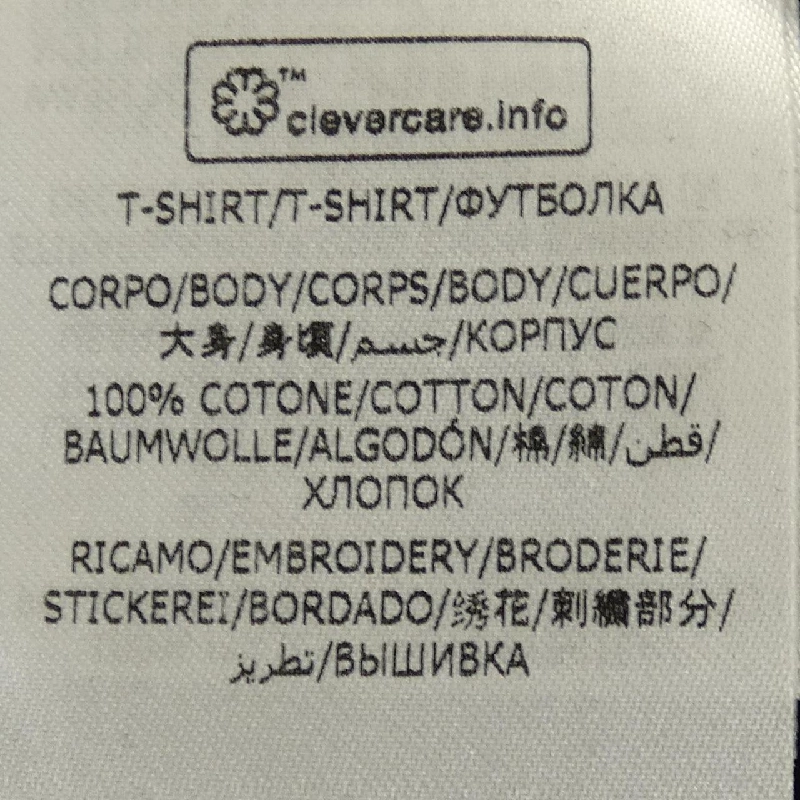 ™
clevercare.info
T-SHIRT/T-SHIRT/ФУТБОЛКА
CORPO/BODY/CORPS/BODY/CUERPO/
大身/身頃/جسم/КОРПУС
100% COTONE/COTTON/COTON/
BAUMWOLLE/ALGODÓN/棉/綿/قطن/
ХЛОПОК
RICAMO/EMBROIDERY/BRODERIE/
STICKEREI/BORDADO/绣花/刺繍部分/
تطريز/ВЫШИВКА